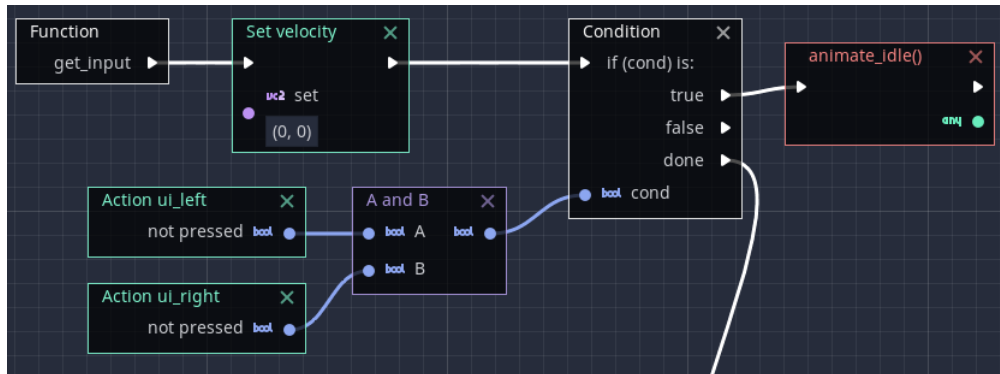 Function
get_input
Set velocity
vc2 set
(0, 0)
Condition
if (cond) is:
true
false
done
bool cond
animate_idle()
any
Action ui_left
not pressed bool
A and B
bool A bool
bool B
Action ui_right
not pressed bool